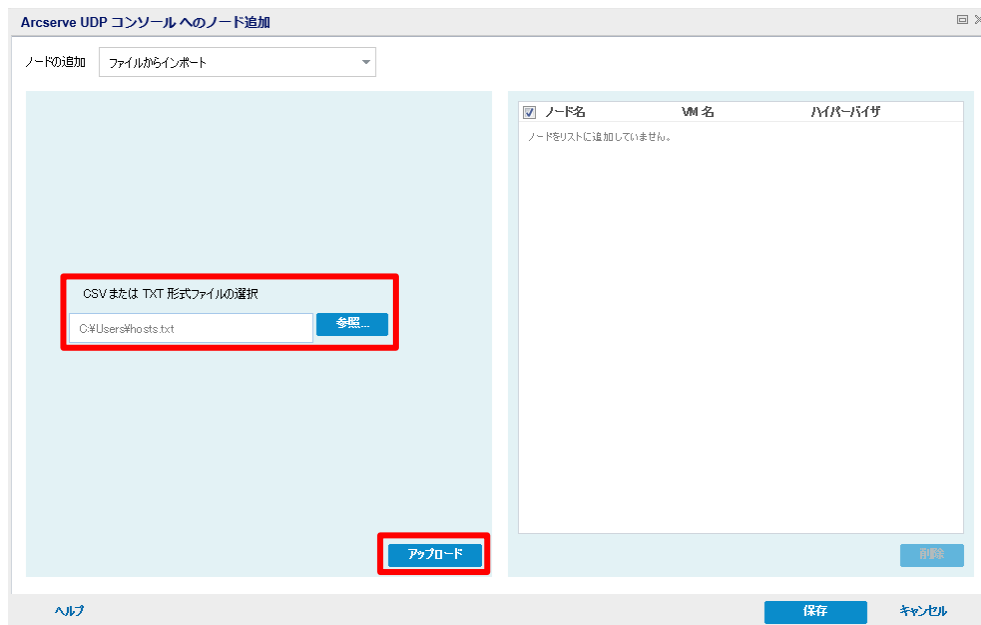 Arcserve UDP コンソール へのノード追加
ノードの追加 ファイルからインポート
ノード名 VM 名 ハイパーバイザ
ノードをリストに追加していません。
CSV または TXT 形式ファイルの選択
C:¥Users¥hosts.txt 参照...
アップロード 削除
ヘルプ 保存 キャンセル